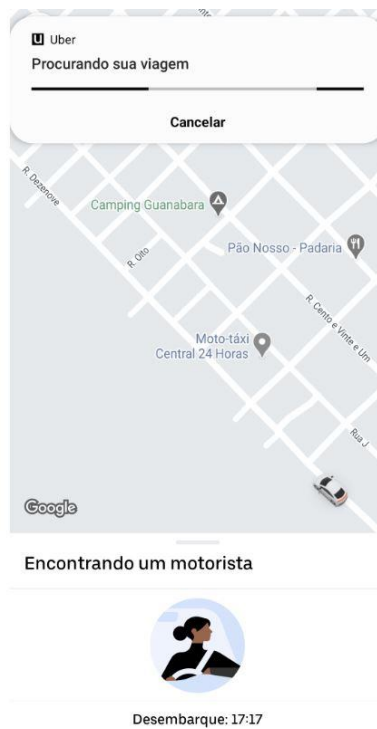 Uber
Procurando sua viagem
Cancelar
R. Dezenove
Camping Guanabara
R. Oito
Pão Nosso - Padaria
R. Cento e Vinte e Um
Moto-táxi
Central 24 Horas
Rua J
Google
Encontrando um motorista
Desembarque: 17:17